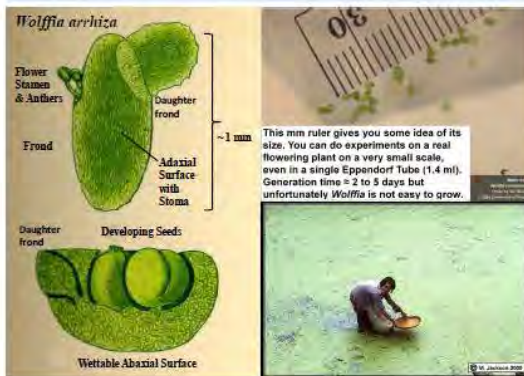 Wolffia arrhiza
Flower
Stamen
& Anthers
Daughter
frond
Frond
~1 mm
Adaxial
Surface
with
Stoma
Daughter
frond
Developing Seeds
Wettable Abaxial Surface
30
This mm ruler gives you some idea of its
size. You can do experiments on a real
flowering plant on a very small scale,
even in a single Eppendorf Tube (1.4 ml).
Generation time = 2 to 5 days but
unfortunately Wolffia is not easy to grow.